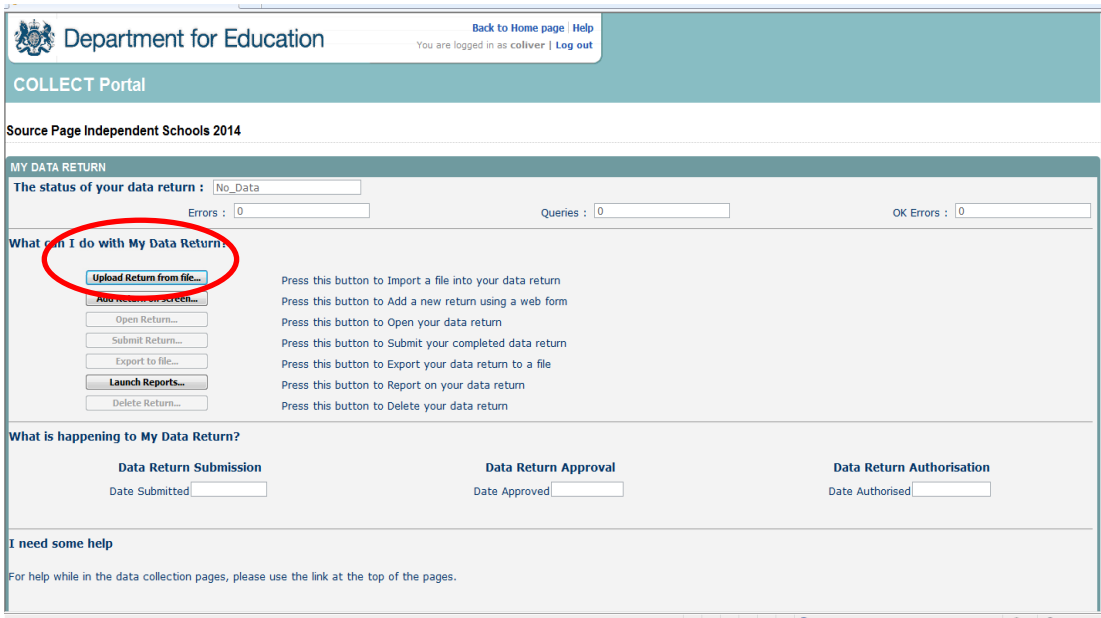 Back to Home page | Help
Department for Education
You are logged in as coliver | Log out
COLLECT Portal
Source Page Independent Schools 2014
MY DATA RETURN
The status of your data return : No_Data
Errors : 0 Queries : 0 OK Errors : 0
What can I do with My Data Return?
Upload Return from file... Press this button to Import a file into your data return
Add Return on screen... Press this button to Add a new return using a web form
Open Return... Press this button to Open your data return
Submit Return... Press this button to Submit your completed data return
Export to file... Press this button to Export your data return to a file
Launch Reports... Press this button to Report on your data return
Delete Return... Press this button to Delete your data return
What is happening to My Data Return?
Data Return Submission Data Return Approval Data Return Authorisation
Date Submitted Date Approved Date Authorised
I need some help
For help while in the data collection pages, please use the link at the top of the pages.